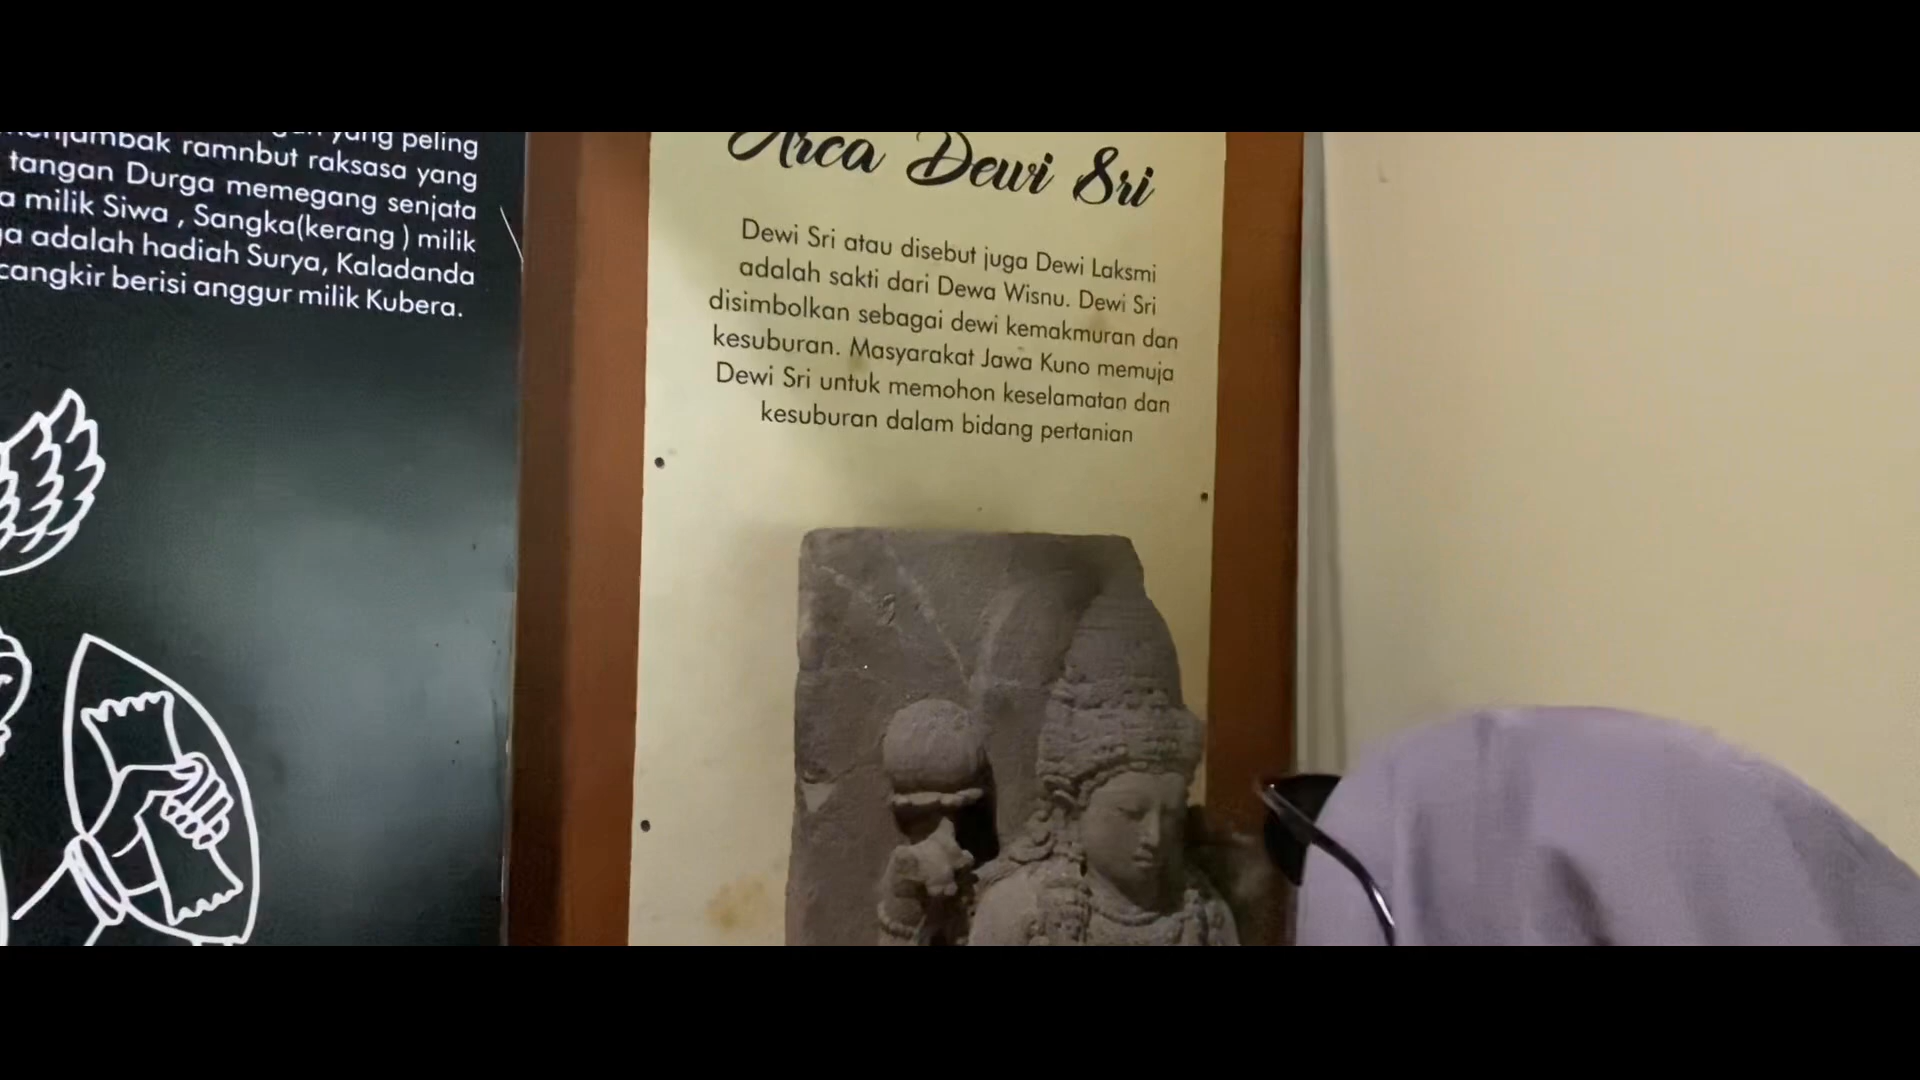 yang peling
menjambak ramnbut raksasa yang
tangan Durga memegang senjata
milik Siwa , Sangka(kerang ) milik
adalah hadiah Surya, Kaladanda
cangkir berisi anggur milik Kubera.
Arca Dewi Sri
Dewi Sri atau disebut juga Dewi Laksmi
adalah sakti dari Dewa Wisnu. Dewi Sri
disimbolkan sebagai dewi kemakmuran dan
kesuburan. Masyarakat Jawa Kuno memuja
Dewi Sri untuk memohon keselamatan dan
kesuburan dalam bidang pertanian